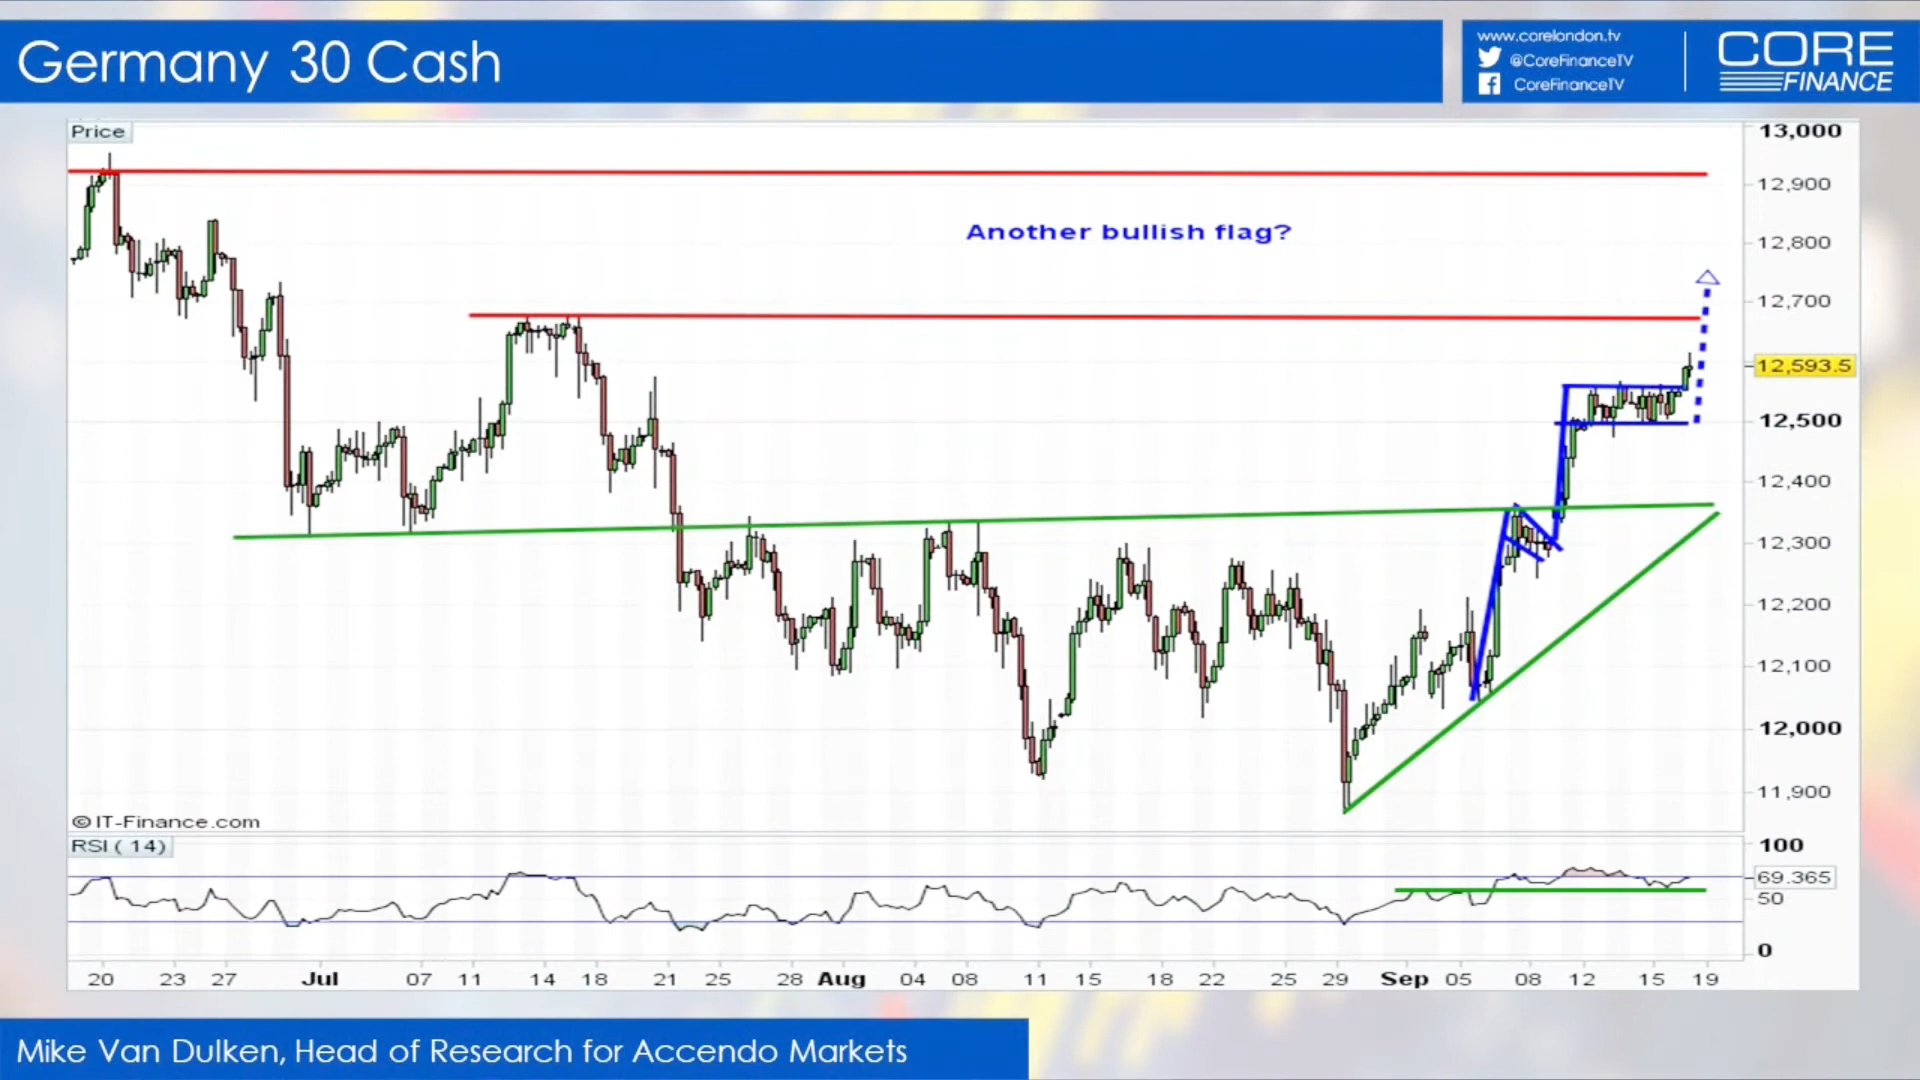 Germany 30 Cash
www.corelondon.tv
@CoreFinanceTV
CoreFinanceTV
CORE
FINANCE
Price
13,000
12,900
Another bullish flag?
12,800
12,700
12,593.5
12,500
12,400
12,300
12,200
12,100
12,000
11,900
© IT-Finance.com
RSI ( 14)
100
69.365
50
0
20 23 27 Jul 07 11 14 18 21 25 28 Aug 04 08 11 15 18 22 25 29 Sep 05 08 12 15 19
Mike Van Dulken, Head of Research for Accendo Markets